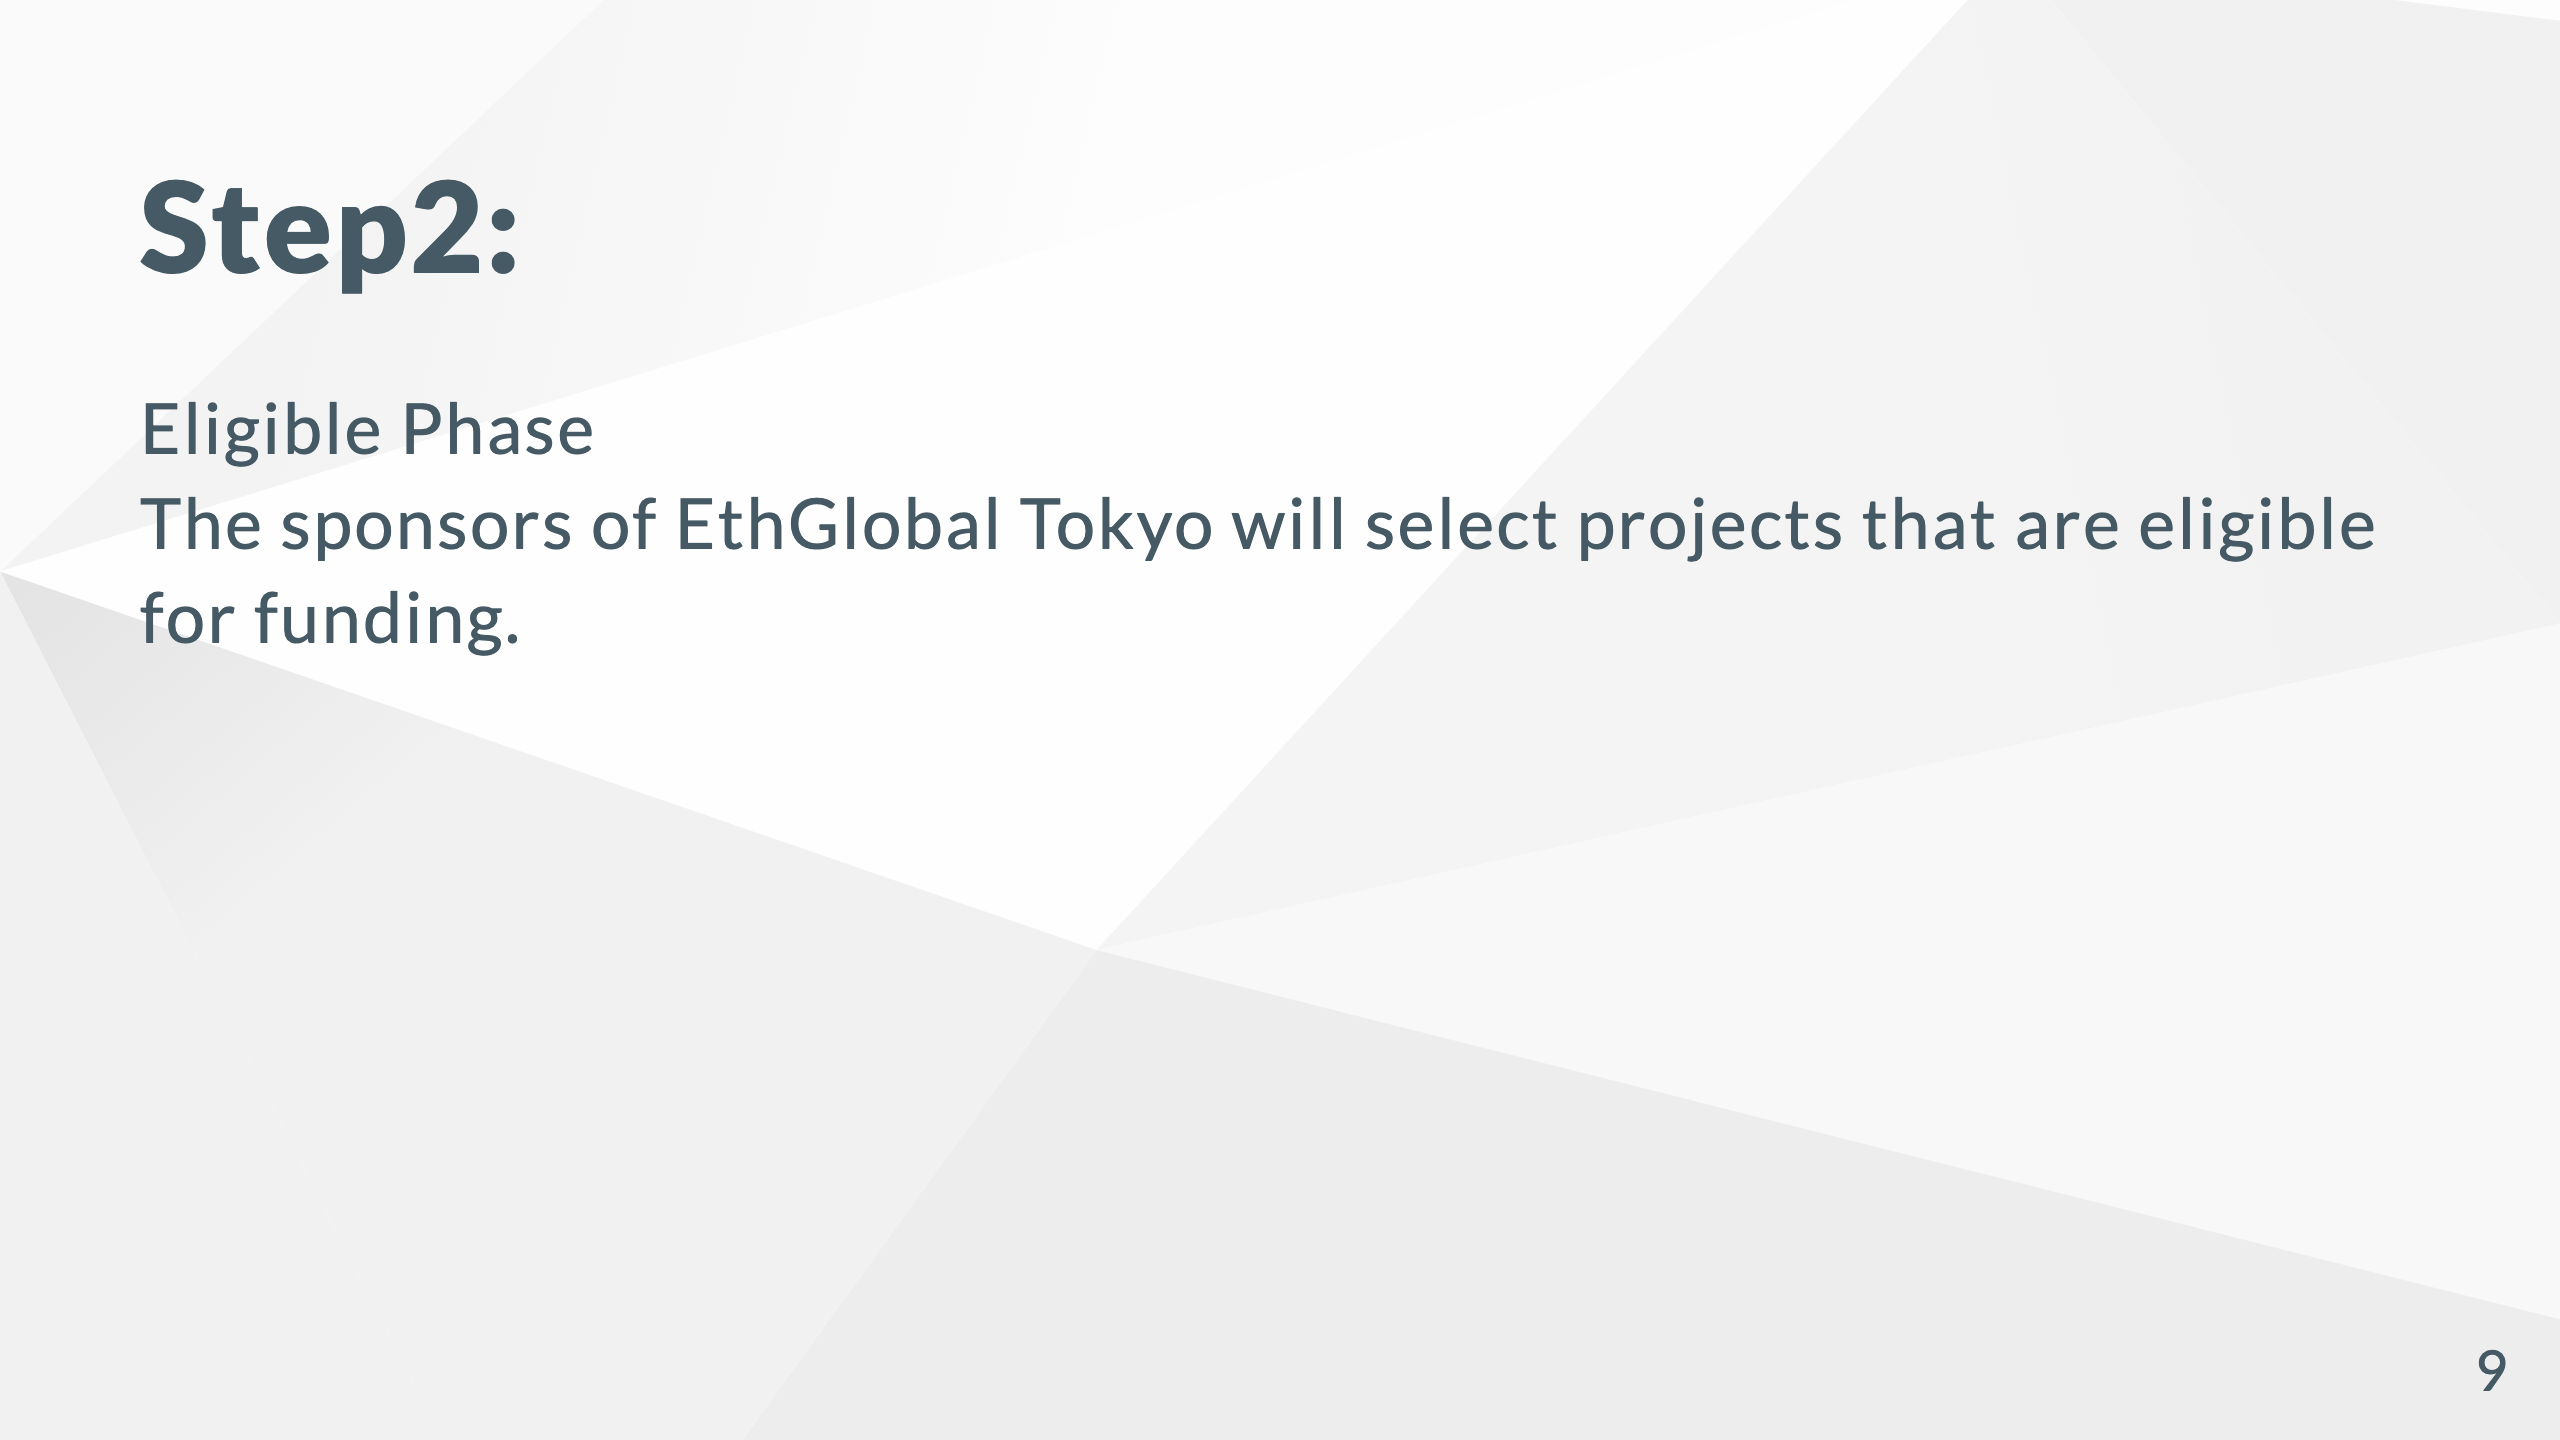 Step2:
Eligible Phase
The sponsors of EthGlobal Tokyo will select projects that are eligible
for funding.
9